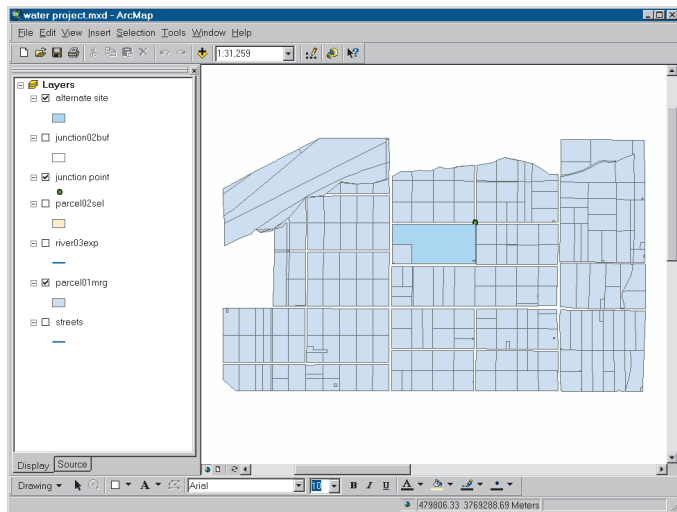 water project.mxd - ArcMap
File Edit View Insert Selection Tools Window Help
1:31,259
Layers
alternate site
junction02buf
junction point
parcel02sel
river03exp
parcel01mrg
streets
Display Source
Drawing A Arial 10 B I U A
479806.33 3769288.69 Meters